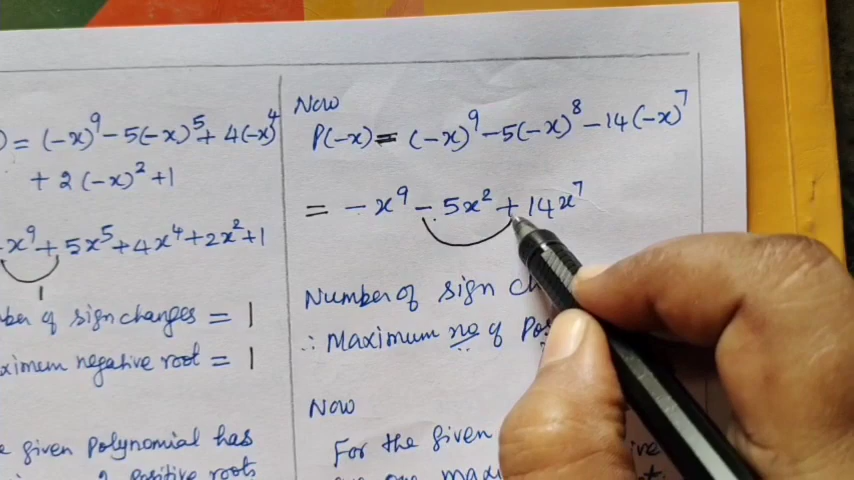 ) = (-x)⁹ - 5(-x)⁵ + 4(-x)⁴
+ 2(-x)² + 1
x⁹ + 5x⁵ + 4x⁴ + 2x² + 1
1
ber of sign changes = 1
ximum negative root = 1
given polynomial has
positive roots
Now
P(-x) = (-x)⁹ - 5(-x)⁸ - 14(-x)⁷
= - x⁹ - 5x² + 14x⁷
Number of sign ch
∴ Maximum no of Pos
Now
For the given